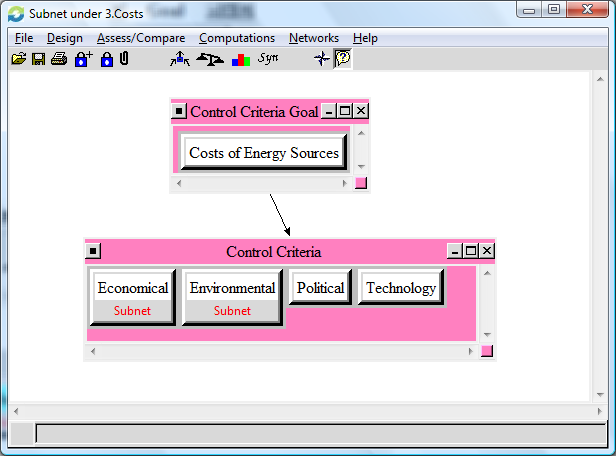 Subnet under 3.Costs
File Design Assess/Compare Computations Networks Help
Syn
Control Criteria Goal
Costs of Energy Sources
Control Criteria
Economical Environmental Political Technology
Subnet Subnet